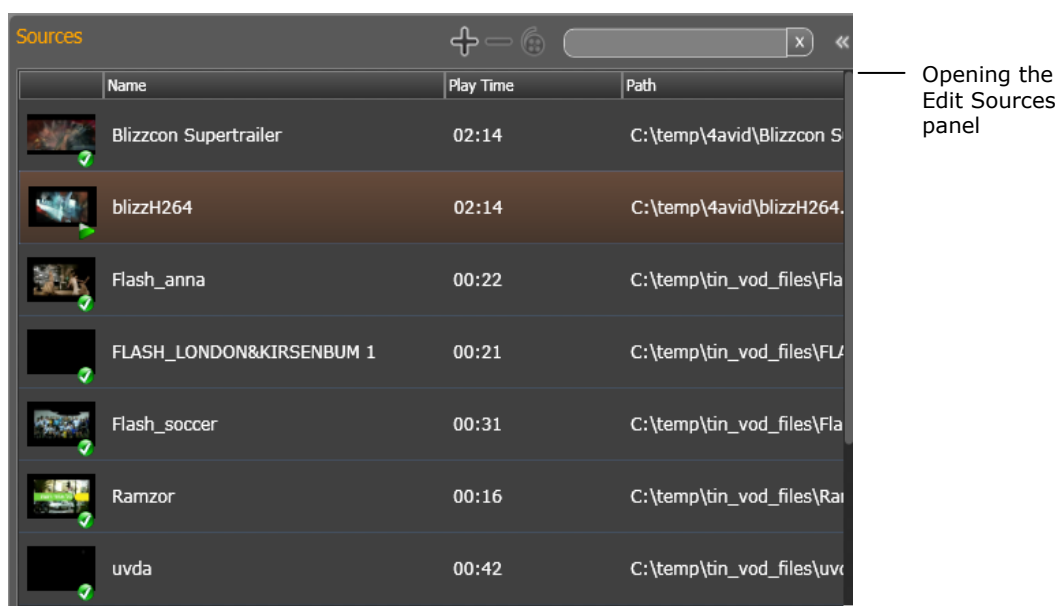 Sources
x «
Name Play Time Path
Blizzcon Supertrailer 02:14 C:\temp\4avid\Blizzcon S
blizzH264 02:14 C:\temp\4avid\blizzH264.
Flash_anna 00:22 C:\temp\tin_vod_files\Fla
FLASH_LONDON&KIRSENBUM 1 00:21 C:\temp\tin_vod_files\FL
Flash_soccer 00:31 C:\temp\tin_vod_files\Fla
Ramzor 00:16 C:\temp\tin_vod_files\Ra
uvda 00:42 C:\temp\tin_vod_files\uv
Opening the
Edit Sources
panel